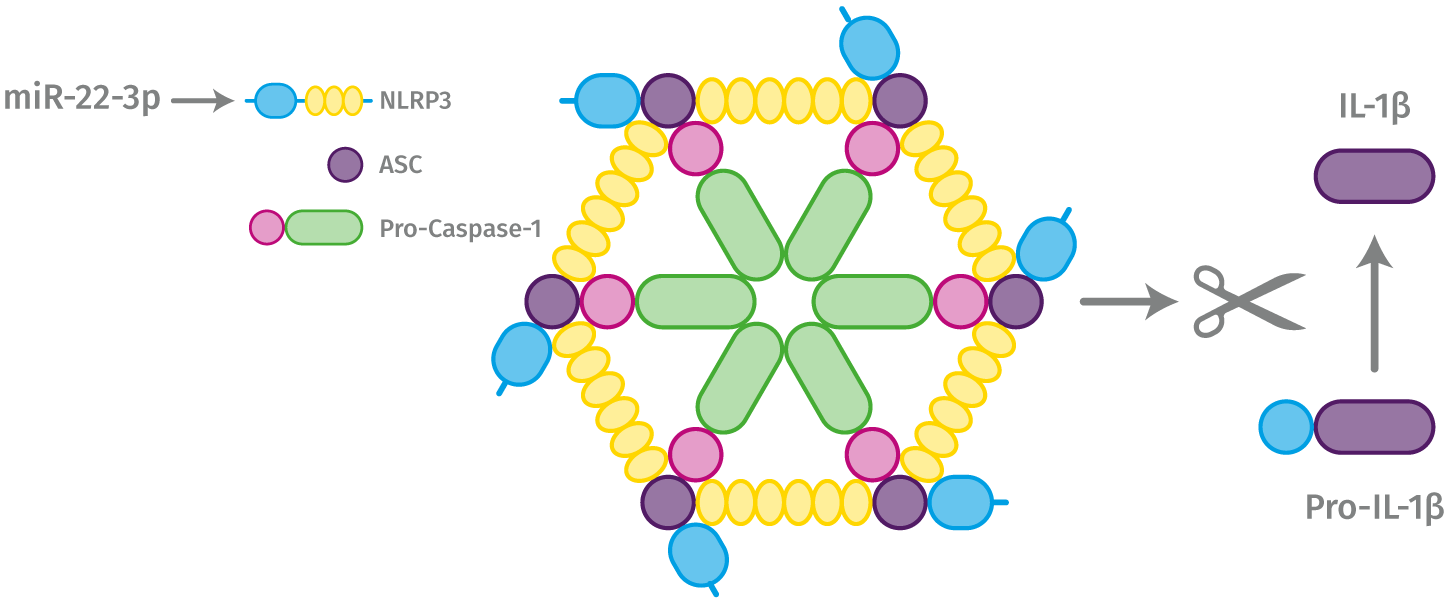 miR-22-3p
NLRP3
ASC
Pro-Caspase-1
IL-1β
Pro-IL-1β